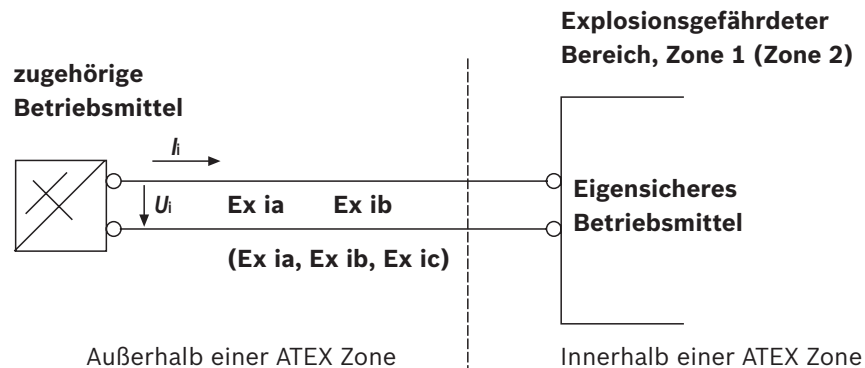 Explosionsgefährdeter
Bereich, Zone 1 (Zone 2)
zugehörige
Betriebsmittel
Ii
Ui
Ex ia Ex ib
Eigensicheres
Betriebsmittel
(Ex ia, Ex ib, Ex ic)
Außerhalb einer ATEX Zone
Innerhalb einer ATEX Zone